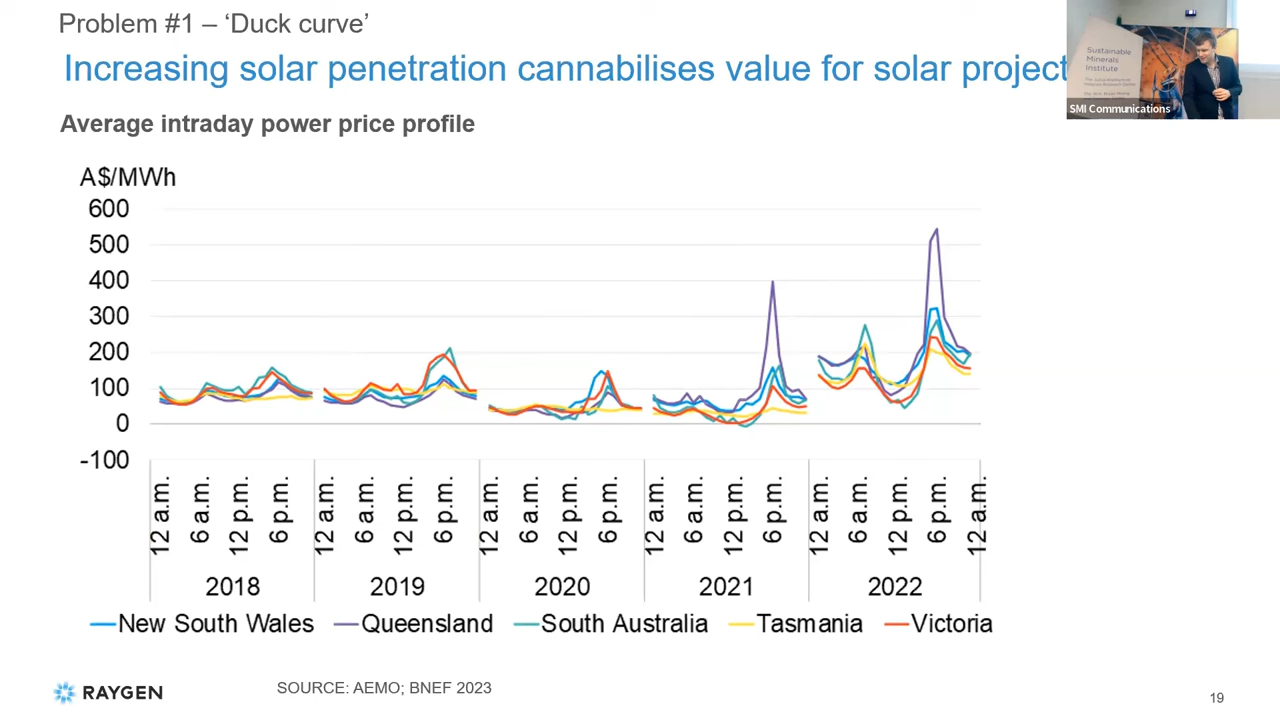 Problem #1 – ‘Duck curve’
Increasing solar penetration cannabilises value for solar project
Sustainable
Minerals
Institute
SMI Communications
Average intraday power price profile
A$/MWh
600
500
400
300
200
100
0
-100
12 a.m. 6 a.m. 12 p.m. 6 p.m. 12 a.m. 6 a.m. 12 p.m. 6 p.m. 12 a.m. 6 a.m. 12 p.m. 6 p.m. 12 a.m. 6 a.m. 12 p.m. 6 p.m. 12 a.m. 6 a.m. 12 p.m. 6 p.m. 12 a.m.
2018 2019 2020 2021 2022
New South Wales Queensland South Australia Tasmania Victoria
RAYGEN
SOURCE: AEMO; BNEF 2023
19